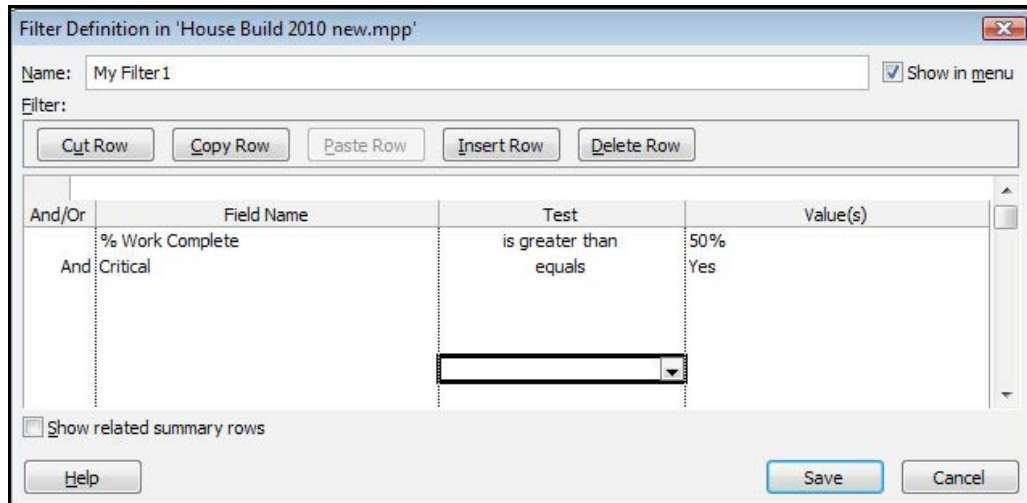 Filter Definition in 'House Build 2010 new.mpp'
Name: My Filter1 Show in menu
Filter:
Cut Row Copy Row Paste Row Insert Row Delete Row
And/Or Field Name Test Value(s)
% Work Complete is greater than 50%
And Critical equals Yes
Show related summary rows
Help Save Cancel